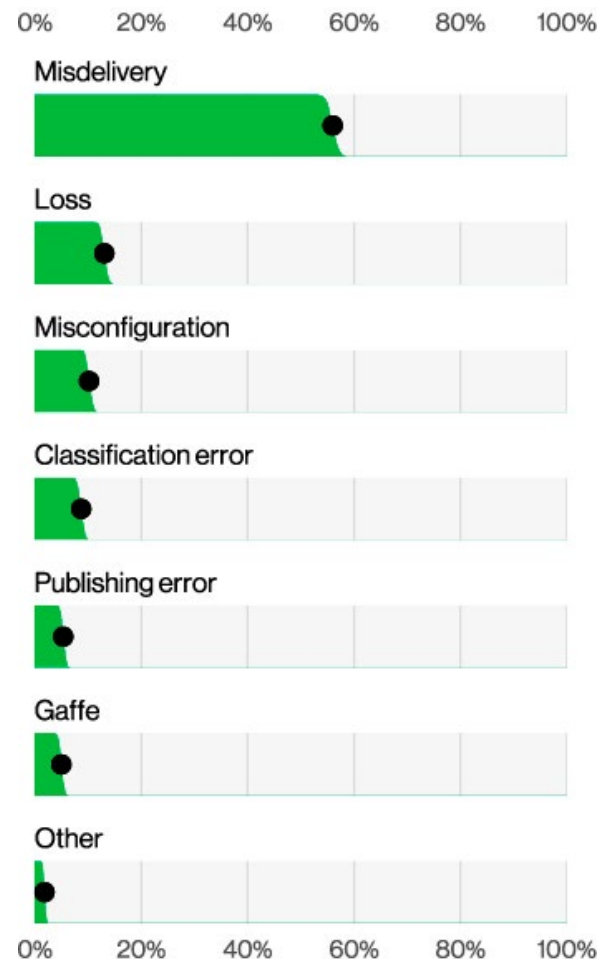 0% 20% 40% 60% 80% 100%
Misdelivery
Loss
Misconfiguration
Classification error
Publishing error
Gaffe
Other
0% 20% 40% 60% 80% 100%